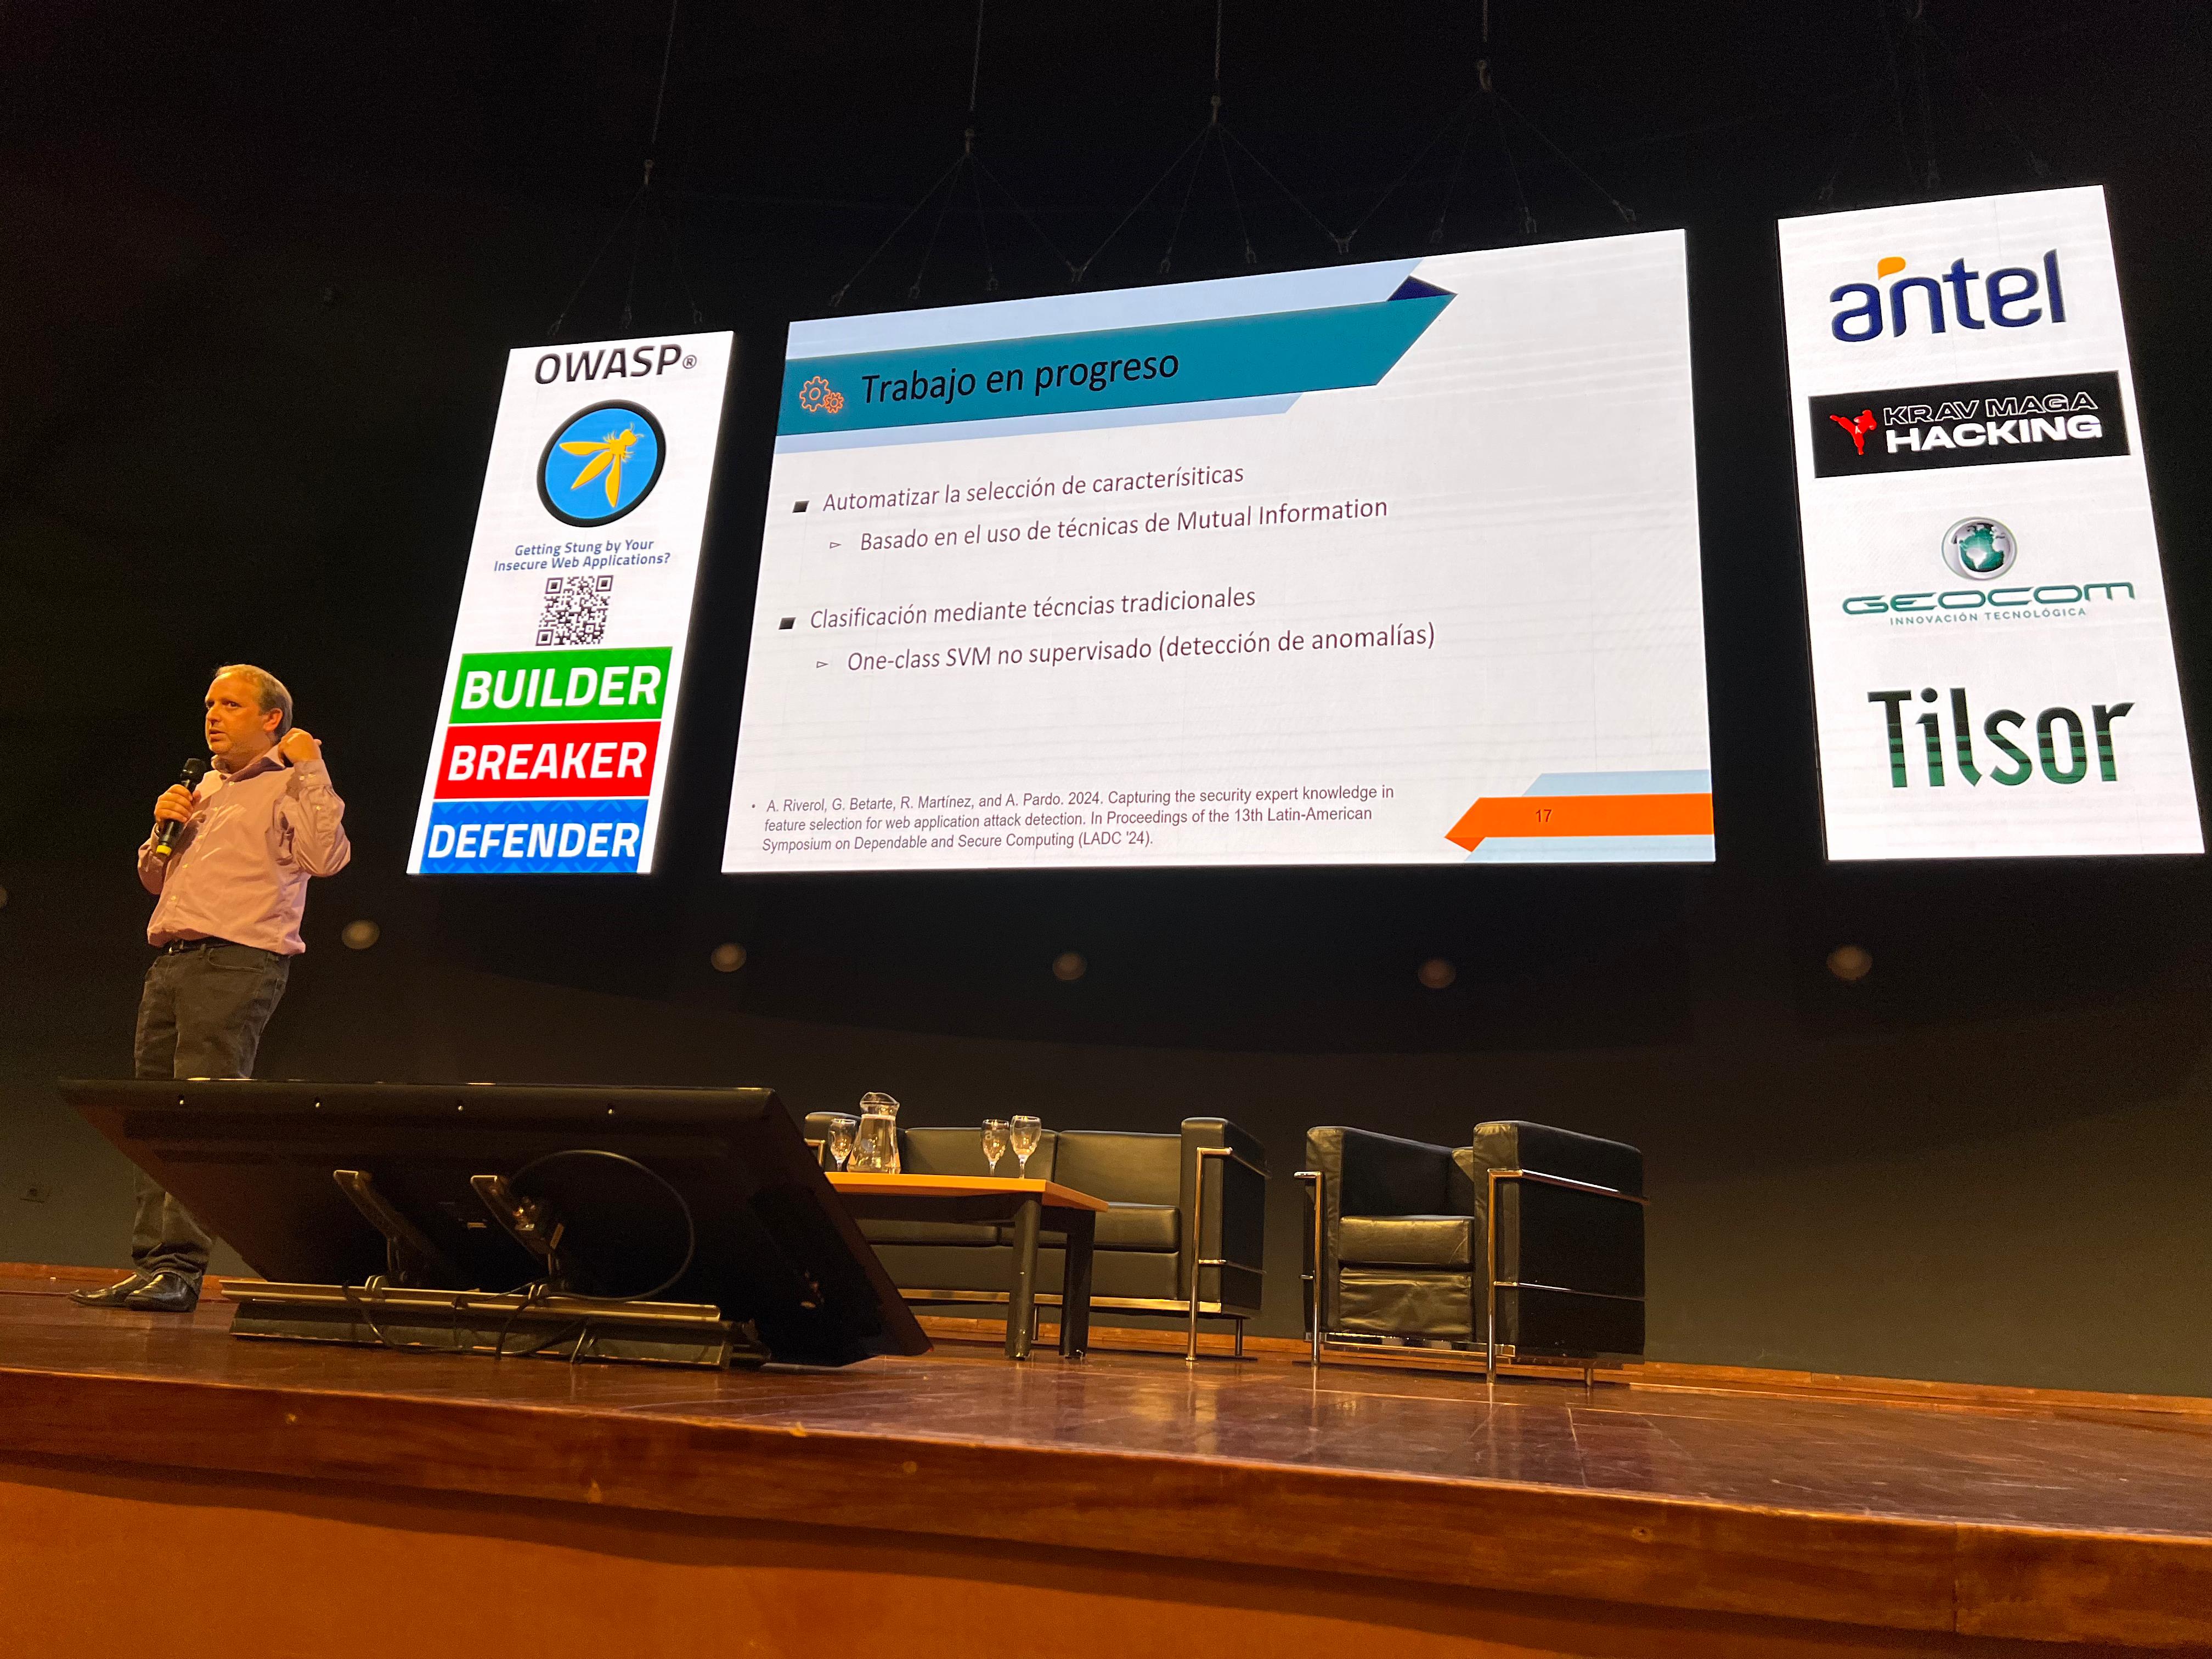 OWASP®
Getting Stung by Your
Insecure Web Applications?
BUILDER
BREAKER
DEFENDER
Trabajo en progreso
Automatizar la selección de caracterísiticas
Basado en el uso de técnicas de Mutual Information
Clasificación mediante técncias tradicionales
One-class SVM no supervisado (detección de anomalías)
• A. Riverol, G. Betarte, R. Martínez, and A. Pardo. 2024. Capturing the security expert knowledge in
feature selection for web application attack detection. In Proceedings of the 13th Latin-American
Symposium on Dependable and Secure Computing (LADC '24).
17
antel
KRAV MAGA
HACKING
GEOCOM
INNOVACIÓN TECNOLÓGICA
Tilsor